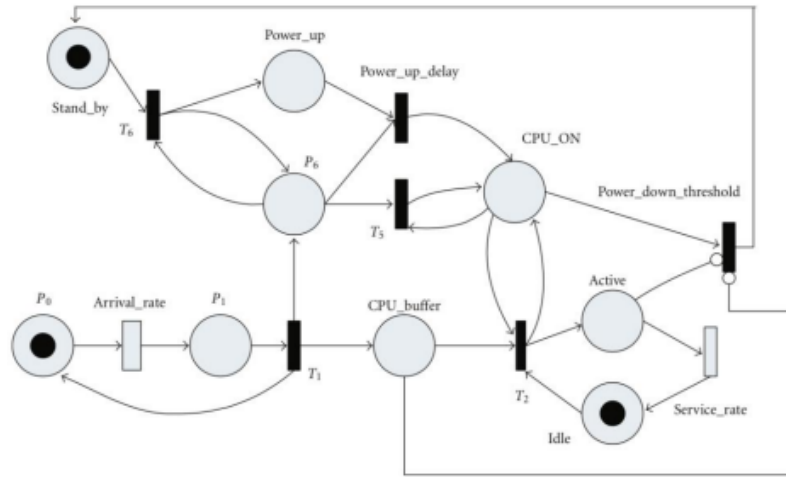 Power_up
Power_up_delay
Stand_by
T6
CPU_ON
P6
Power_down_threshold
T5
Active
P0
Arrival_rate
P1
CPU_buffer
T1
T2
Service_rate
Idle